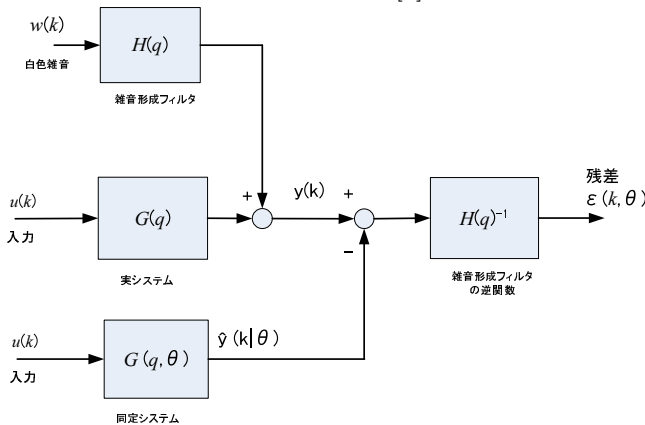 [ ]
w(k)
白色雑音
H(q)
雑音形成フィルタ
u(k)
入力
G(q)
実システム
+
y(k)
+
-
H(q)-1
雑音形成フィルタ
の逆関数
残差
ε(k,θ)
u(k)
入力
G(q,θ)
ŷ(k|θ)
同定システム